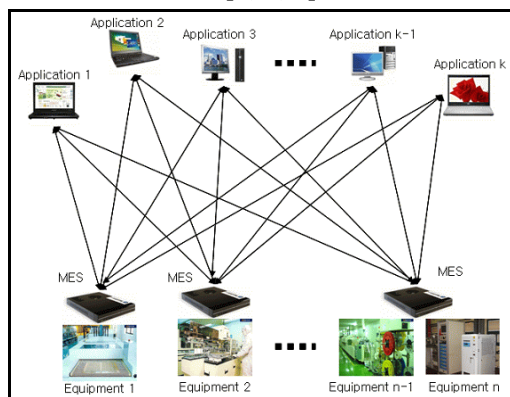 Application 2
Application 3
Application k-1
Application 1
Application k
MES
MES
MES
Equipment 1
Equipment 2
Equipment n-1
Equipment n